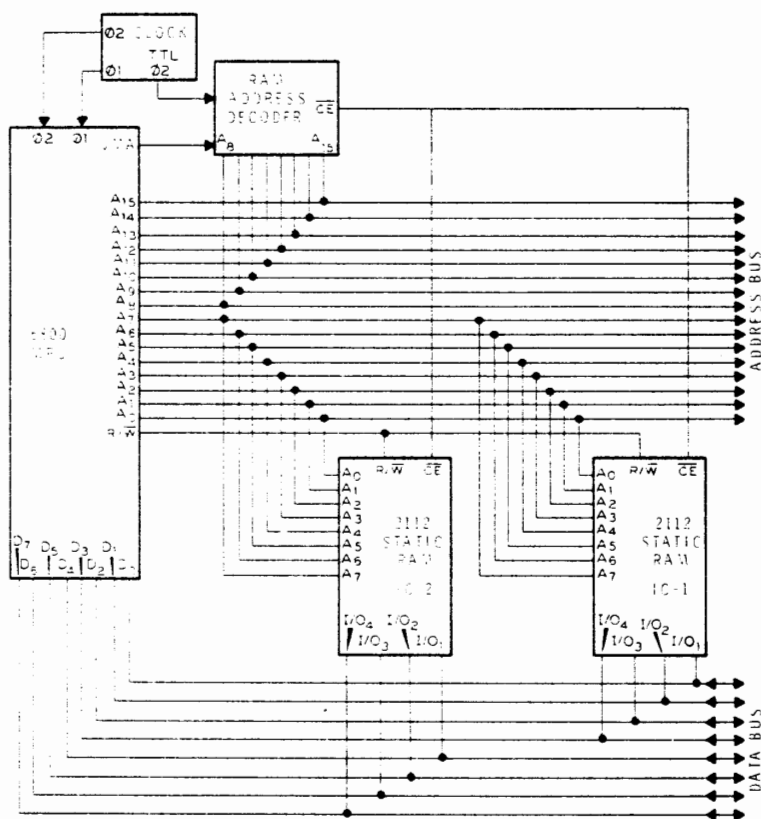 Ø2 CLOCK
TTL
Ø1 Ø2
RAM
ADDRESS
DECODER
CE
A8 A15
Ø2 Ø1 VMA
A15
A14
A13
A12
A11
A10
A9
A8
A7
A6
A5
A4
A3
A2
A1
R/W
6800
MPU
ADDRESS BUS
R/W CE
A0
A1
A2
A3
A4
A5
A6
A7
2112
STATIC
RAM
IC-2
I/O4 I/O2
I/O3 I/O1
R/W CE
A0
A1
A2
A3
A4
A5
A6
A7
2112
STATIC
RAM
IC-1
I/O4 I/O2
I/O3 I/O1
D7 D5 D3 D1
D6 D4 D2 D0
DATA BUS